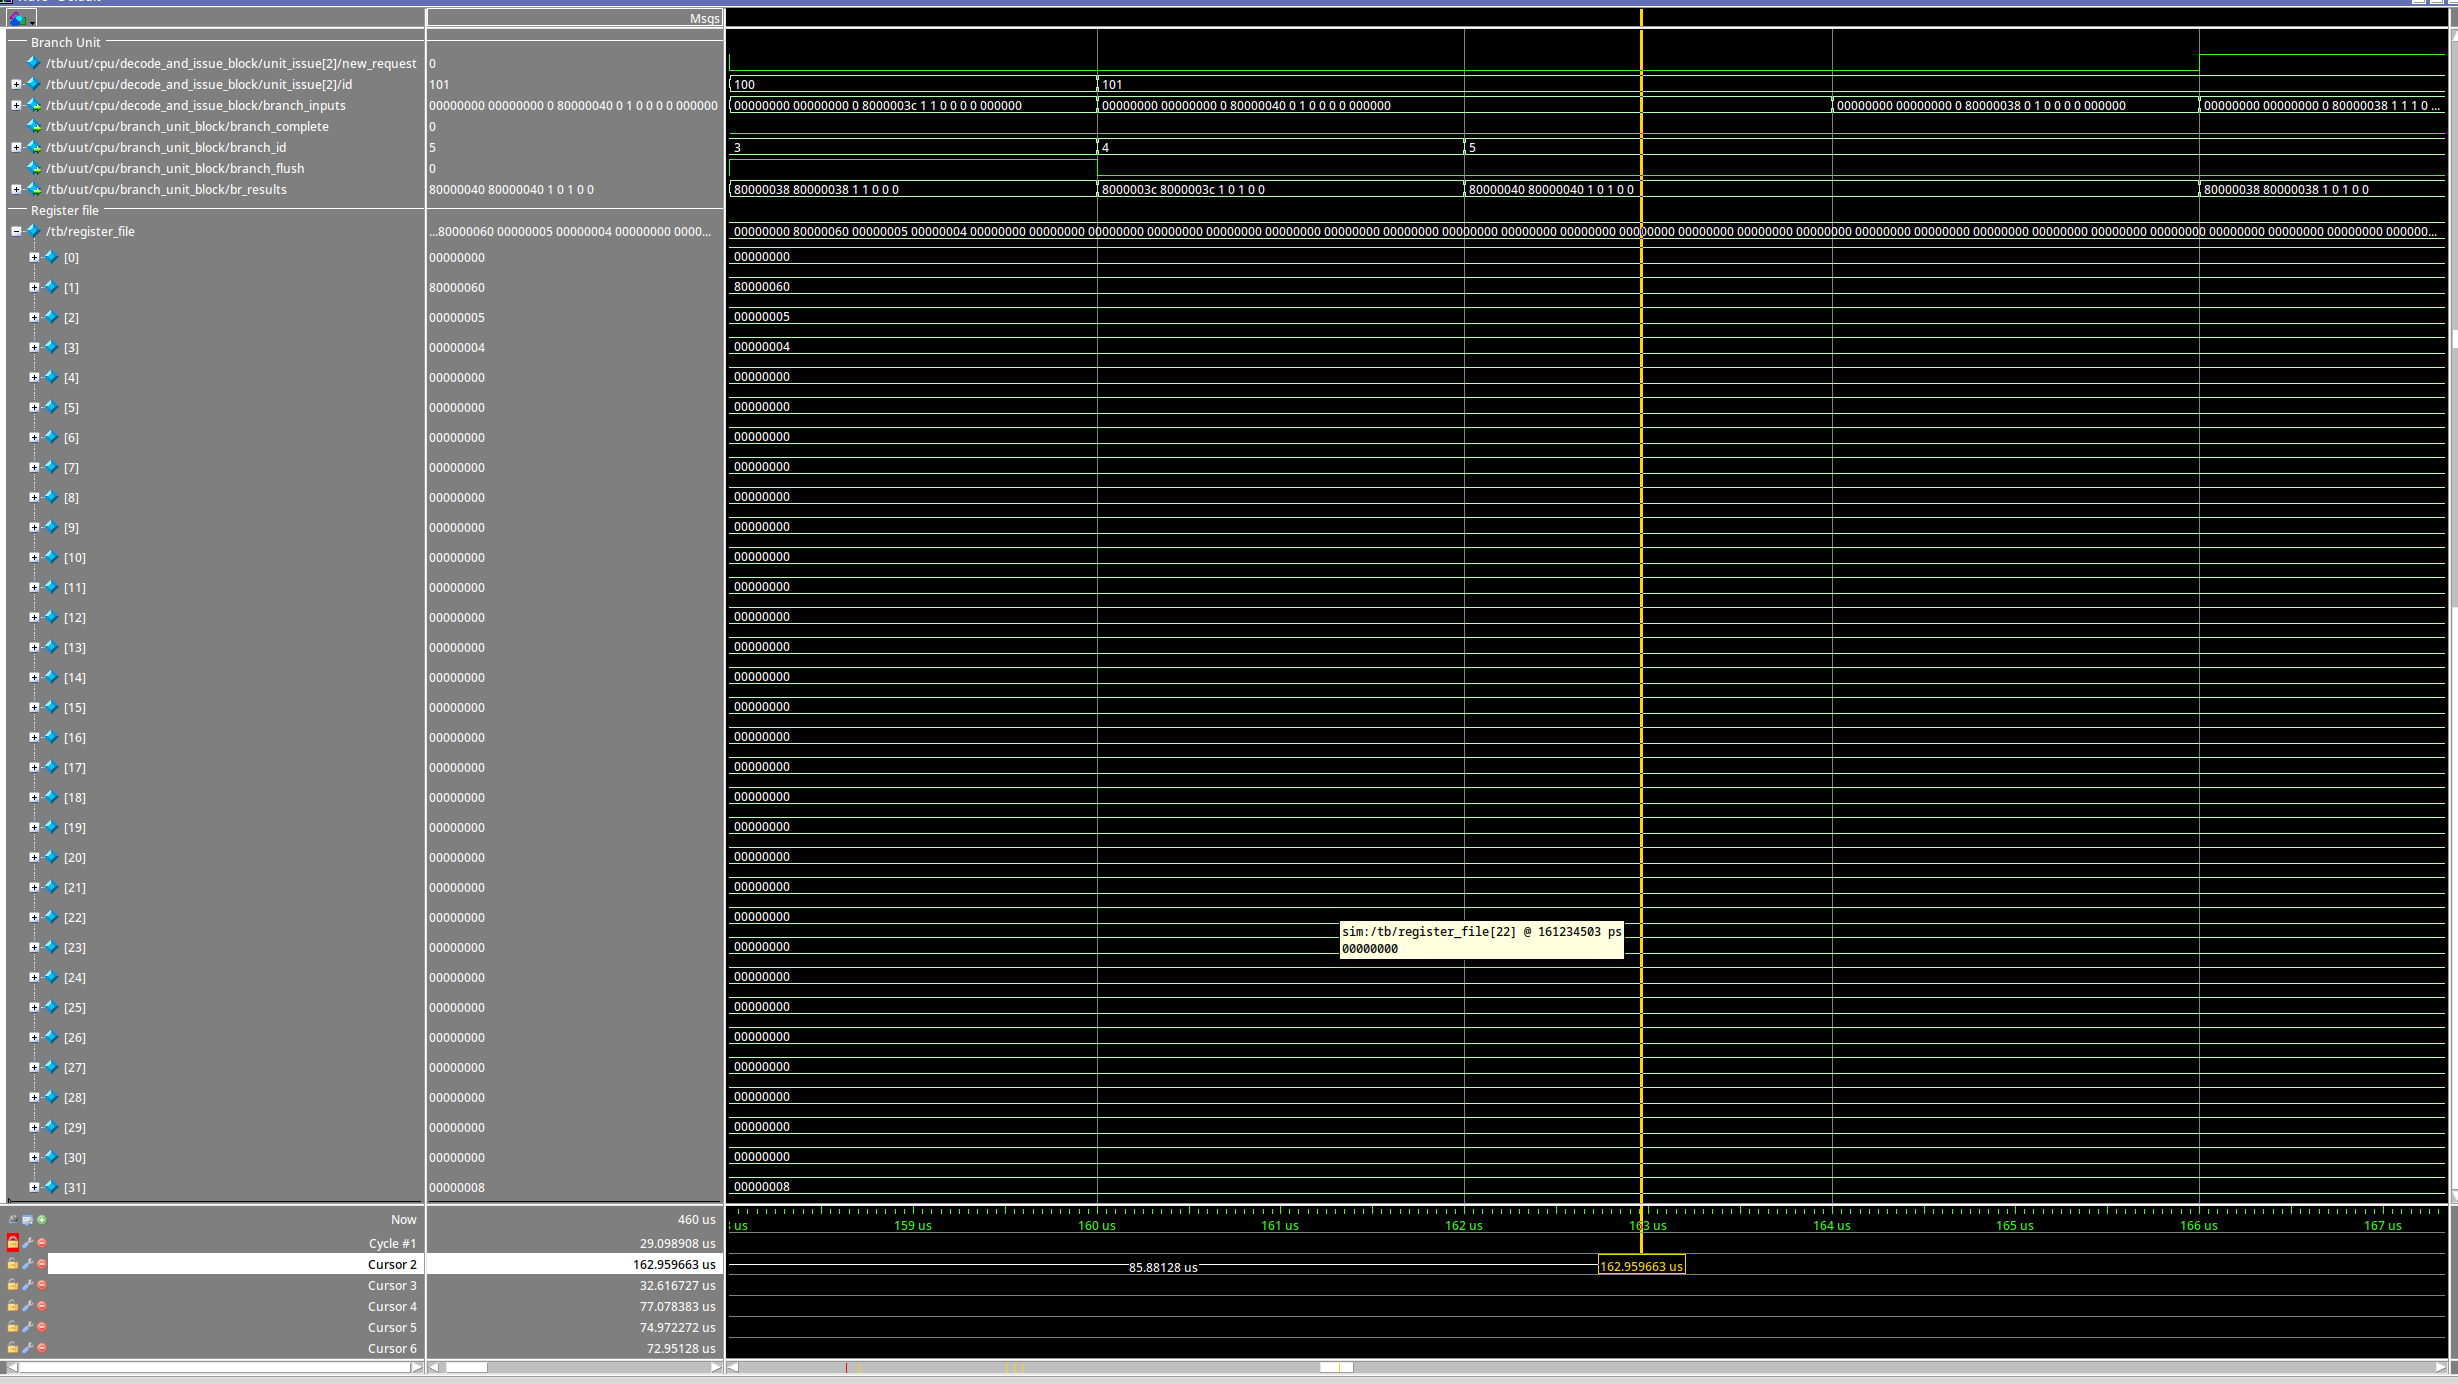 Msgs
Branch Unit
/tb/uut/cpu/decode_and_issue_block/unit_issue[2]/new_request 0
/tb/uut/cpu/decode_and_issue_block/unit_issue[2]/id 101 100 101
/tb/uut/cpu/decode_and_issue_block/branch_inputs 00000000 00000000 0 80000040 0 1 0 0 0 0 000000 00000000 00000000 0 8000003c 1 1 0 0 0 0 000000 00000000 00000000 0 80000040 0 1 0 0 0 0 000000 00000000 00000000 0 80000038 0 1 0 0 0 0 000000 00000000 00000000 0 80000038 1 1 1 0 ...
/tb/uut/cpu/branch_unit_block/branch_complete 0
/tb/uut/cpu/branch_unit_block/branch_id 5 3 4 5
/tb/uut/cpu/branch_unit_block/branch_flush 0
/tb/uut/cpu/branch_unit_block/br_results 80000040 80000040 1 0 1 0 0 80000038 80000038 1 1 0 0 0 8000003c 8000003c 1 0 1 0 0 80000040 80000040 1 0 1 0 0 80000038 80000038 1 0 1 0 0
Register file
/tb/register_file ...80000060 00000005 00000004 00000000 0000... 00000000 80000060 00000005 00000004 00000000 00000000 00000000 00000000 00000000 00000000 00000000 00000000 00000000 00000000 00000000 00000000 00000000 00000000 00000000 00000000 00000000 00000000 00000000 00000000 00000000 00000000 00000000 00000000 000000...
[0] 00000000 00000000
[1] 80000060 80000060
[2] 00000005 00000005
[3] 00000004 00000004
[4] 00000000 00000000
[5] 00000000 00000000
[6] 00000000 00000000
[7] 00000000 00000000
[8] 00000000 00000000
[9] 00000000 00000000
[10] 00000000 00000000
[11] 00000000 00000000
[12] 00000000 00000000
[13] 00000000 00000000
[14] 00000000 00000000
[15] 00000000 00000000
[16] 00000000 00000000
[17] 00000000 00000000
[18] 00000000 00000000
[19] 00000000 00000000
[20] 00000000 00000000
[21] 00000000 00000000
[22] 00000000 00000000
sim:/tb/register_file[22] @ 161234503 ps
00000000
[23] 00000000 00000000
[24] 00000000 00000000
[25] 00000000 00000000
[26] 00000000 00000000
[27] 00000000 00000000
[28] 00000000 00000000
[29] 00000000 00000000
[30] 00000000 00000000
[31] 00000008 00000008
Now 460 us us 159 us 160 us 161 us 162 us 163 us 164 us 165 us 166 us 167 us
Cycle #1 29.098908 us
Cursor 2 162.959663 us 85.88128 us 162.959663 us
Cursor 3 32.616727 us
Cursor 4 77.078383 us
Cursor 5 74.972272 us
Cursor 6 72.95128 us